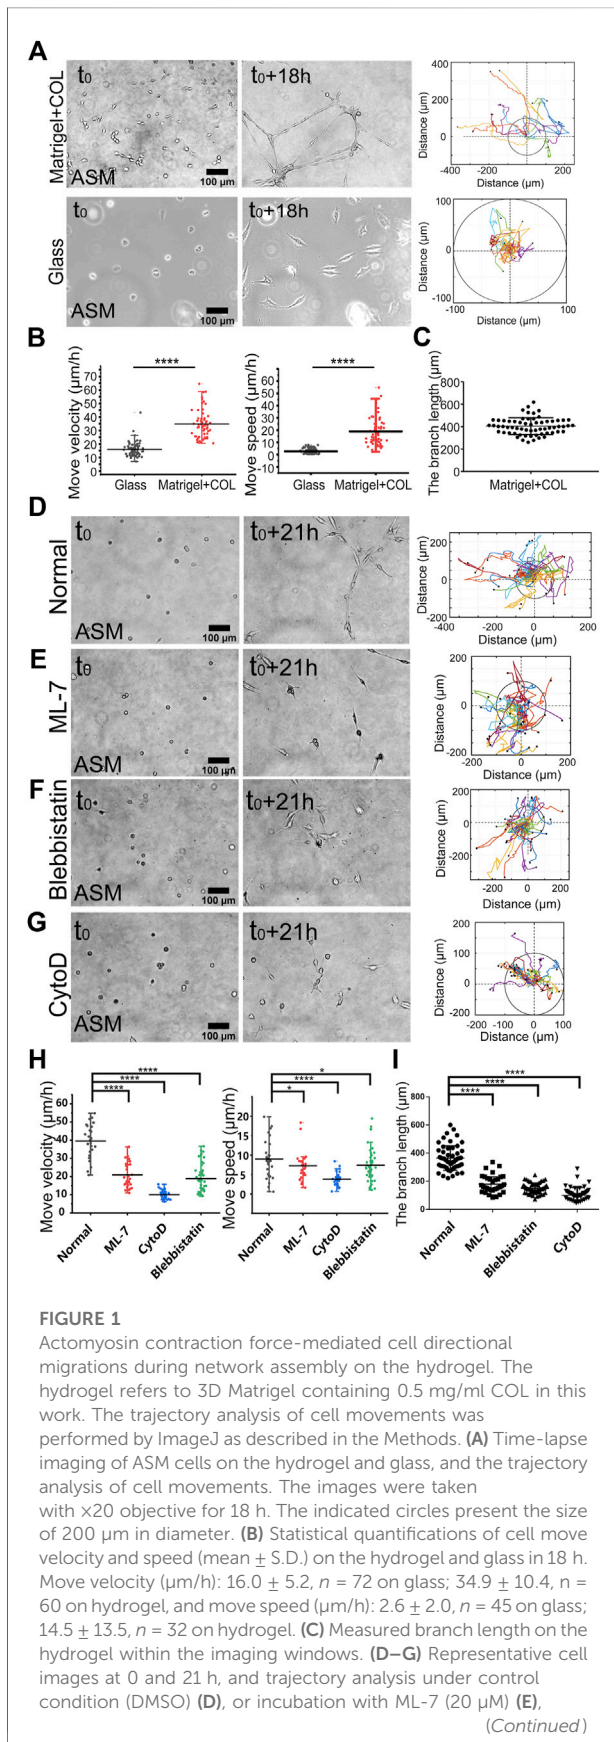 A
Matrigel+COL
t0
ASM
100 µm
t0+18h
Distance (µm)
400
200
0
-400
-200
0
200
Distance (µm)
Glass
t0
ASM
100 µm
t0+18h
Distance (µm)
100
0
-100
-100
0
100
Distance (µm)
B
Move velocity (µm/h)
70
60
50
40
30
20
10
0
****
Glass
Matrigel+COL
Move speed (µm/h)
60
50
40
30
20
10
0
-10
****
Glass
Matrigel+COL
C
The branch length (µm)
800
600
400
200
0
Matrigel+COL
D
Normal
t0
ASM
100 µm
t0+21h
Distance (µm)
200
0
-200
-400
-200
0
200
Distance (µm)
E
ML-7
t0
ASM
100 µm
t0+21h
Distance (µm)
200
0
-200
-200
0
200
Distance (µm)
F
Blebbistatin
t0
ASM
100 µm
t0+21h
Distance (µm)
200
0
-200
-200
0
200
Distance (µm)
G
CytoD
t0
ASM
100 µm
t0+21h
Distance (µm)
200
100
0
-200
-100
0
100
Distance (µm)
H
Move velocity (µm/h)
60
50
40
30
20
10
0
****
****
****
Normal
ML-7
CytoD
Blebbistatin
Move speed (µm/h)
20
15
10
5
0
*
****
*
Normal
ML-7
CytoD
Blebbistatin
I
The branch length (µm)
800
600
400
200
0
****
****
****
Normal
ML-7
Blebbistatin
CytoD
FIGURE 1
Actomyosin contraction force-mediated cell directional
migrations during network assembly on the hydrogel. The
hydrogel refers to 3D Matrigel containing 0.5 mg/ml COL in this
work. The trajectory analysis of cell movements was
performed by ImageJ as described in the Methods. (A) Time-lapse
imaging of ASM cells on the hydrogel and glass, and the trajectory
analysis of cell movements. The images were taken
with ×20 objective for 18 h. The indicated circles present the size
of 200 µm in diameter. (B) Statistical quantifications of cell move
velocity and speed (mean ± S.D.) on the hydrogel and glass in 18 h.
Move velocity (µm/h): 16.0 ± 5.2, n = 72 on glass; 34.9 ± 10.4, n =
60 on hydrogel, and move speed (µm/h): 2.6 ± 2.0, n = 45 on glass;
14.5 ± 13.5, n = 32 on hydrogel. (C) Measured branch length on the
hydrogel within the imaging windows. (D–G) Representative cell
images at 0 and 21 h, and trajectory analysis under control
condition (DMSO) (D), or incubation with ML-7 (20 µM) (E),
(Continued)